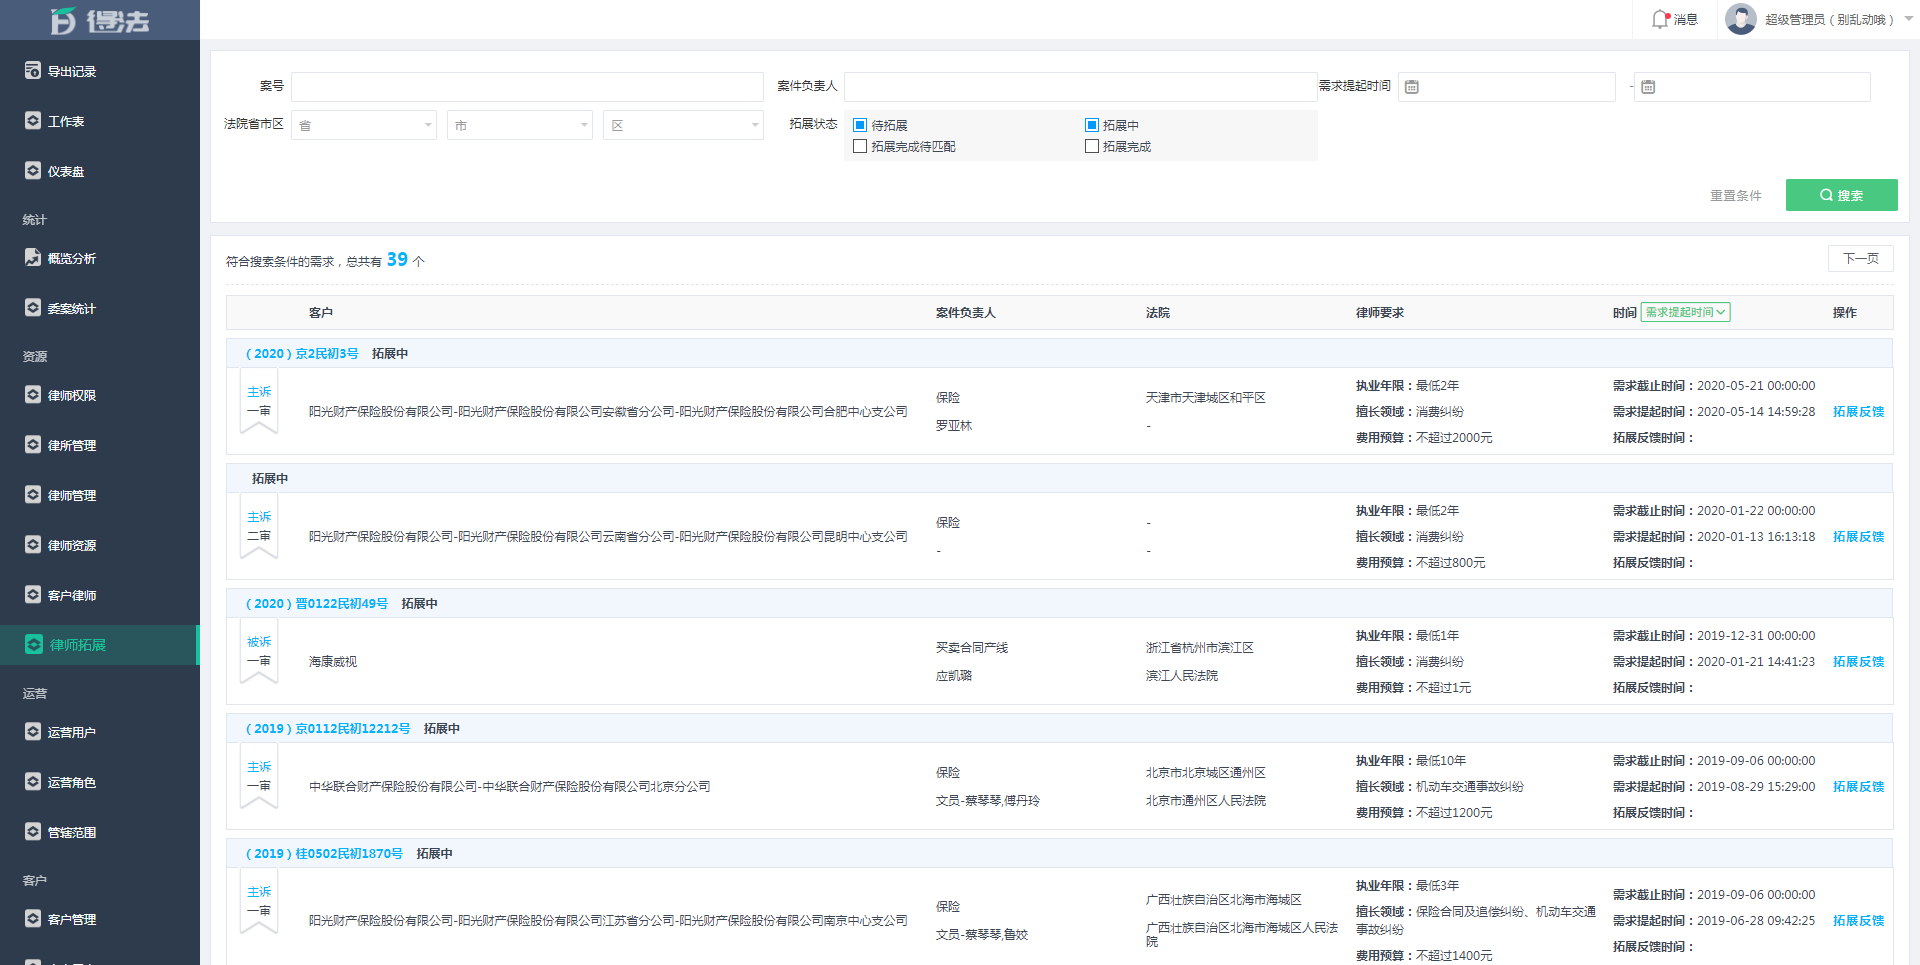 得法
消息
超级管理员（别乱动哦）
导出记录
工作表
仪表盘
统计
概览分析
委案统计
资源
律师权限
律所管理
律师管理
律师资源
客户律师
律师拓展
运营
运营用户
运营角色
管辖范围
客户
客户管理
案号
案件负责人
需求提起时间
-
法院省市区
省
市
区
拓展状态
待拓展
拓展中
拓展完成待匹配
拓展完成
重置条件
搜索
符合搜索条件的需求，总共有 39 个
下一页
客户 案件负责人 法院 律师要求 时间 需求提起时间 操作
（2020）京2民初3号 拓展中
主诉
一审
阳光财产保险股份有限公司-阳光财产保险股份有限公司安徽省分公司-阳光财产保险股份有限公司合肥中心支公司
保险
罗亚林
天津市天津城区和平区
-
执业年限：最低2年
擅长领域：消费纠纷
费用预算：不超过2000元
需求截止时间：2020-05-21 00:00:00
需求提起时间：2020-05-14 14:59:28
拓展反馈时间：
拓展反馈
拓展中
主诉
二审
阳光财产保险股份有限公司-阳光财产保险股份有限公司云南省分公司-阳光财产保险股份有限公司昆明中心支公司
保险
-
-
-
执业年限：最低2年
擅长领域：消费纠纷
费用预算：不超过800元
需求截止时间：2020-01-22 00:00:00
需求提起时间：2020-01-13 16:13:18
拓展反馈时间：
拓展反馈
（2020）晋0122民初49号 拓展中
被诉
一审
海康威视
买卖合同产线
应凯璐
浙江省杭州市滨江区
滨江人民法院
执业年限：最低1年
擅长领域：消费纠纷
费用预算：不超过1元
需求截止时间：2019-12-31 00:00:00
需求提起时间：2020-01-21 14:41:23
拓展反馈时间：
拓展反馈
（2019）京0112民初12212号 拓展中
主诉
一审
中华联合财产保险股份有限公司-中华联合财产保险股份有限公司北京分公司
保险
文员-蔡琴琴,傅丹玲
北京市北京城区通州区
北京市通州区人民法院
执业年限：最低10年
擅长领域：机动车交通事故纠纷
费用预算：不超过1200元
需求截止时间：2019-09-06 00:00:00
需求提起时间：2019-08-29 15:29:00
拓展反馈时间：
拓展反馈
（2019）桂0502民初1870号 拓展中
主诉
一审
阳光财产保险股份有限公司-阳光财产保险股份有限公司江苏省分公司-阳光财产保险股份有限公司南京中心支公司
保险
文员-蔡琴琴,鲁姣
广西壮族自治区北海市海城区
广西壮族自治区北海市海城区人民法
院
执业年限：最低3年
擅长领域：保险合同及追偿纠纷、机动车交通
事故纠纷
费用预算：不超过1400元
需求截止时间：2019-09-06 00:00:00
需求提起时间：2019-06-28 09:42:25
拓展反馈时间：
拓展反馈